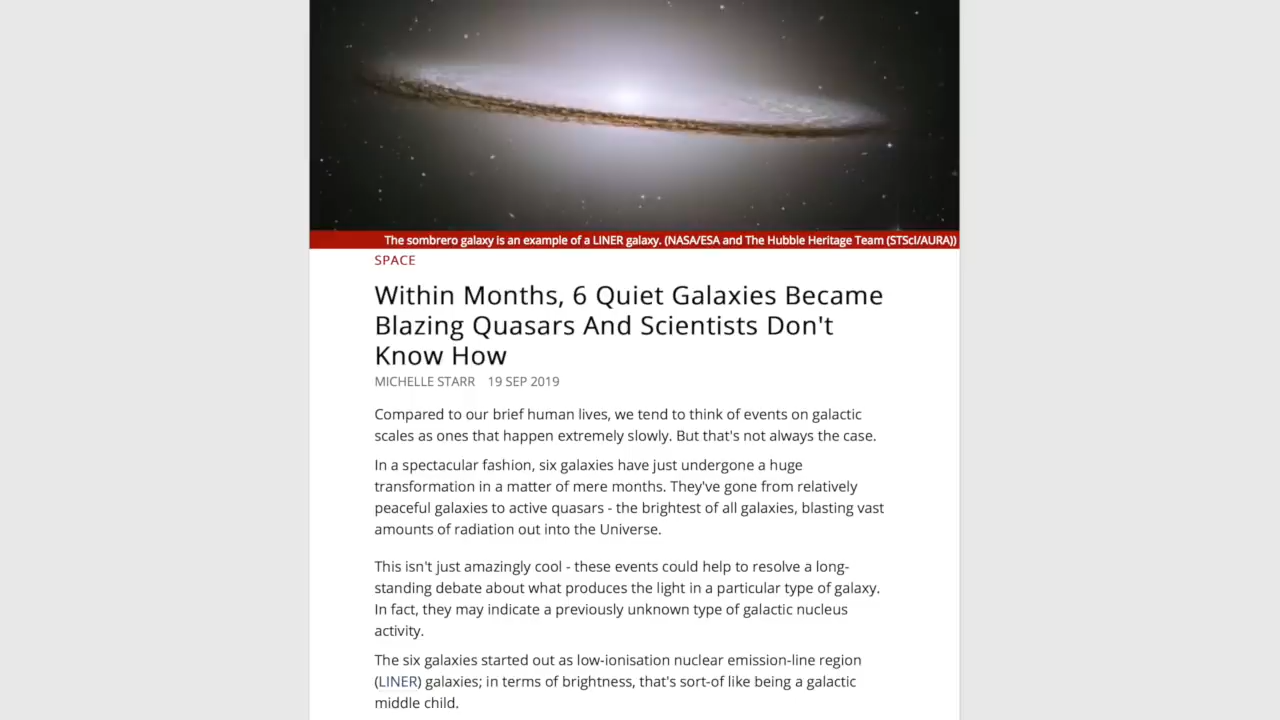 The sombrero galaxy is an example of a LINER galaxy. (NASA/ESA and The Hubble Heritage Team (STScI/AURA))
SPACE
Within Months, 6 Quiet Galaxies Became
Blazing Quasars And Scientists Don't
Know How
MICHELLE STARR 19 SEP 2019
Compared to our brief human lives, we tend to think of events on galactic
scales as ones that happen extremely slowly. But that's not always the case.
In a spectacular fashion, six galaxies have just undergone a huge
transformation in a matter of mere months. They've gone from relatively
peaceful galaxies to active quasars - the brightest of all galaxies, blasting vast
amounts of radiation out into the Universe.
This isn't just amazingly cool - these events could help to resolve a long-
standing debate about what produces the light in a particular type of galaxy.
In fact, they may indicate a previously unknown type of galactic nucleus
activity.
The six galaxies started out as low-ionisation nuclear emission-line region
(LINER) galaxies; in terms of brightness, that's sort-of like being a galactic
middle child.